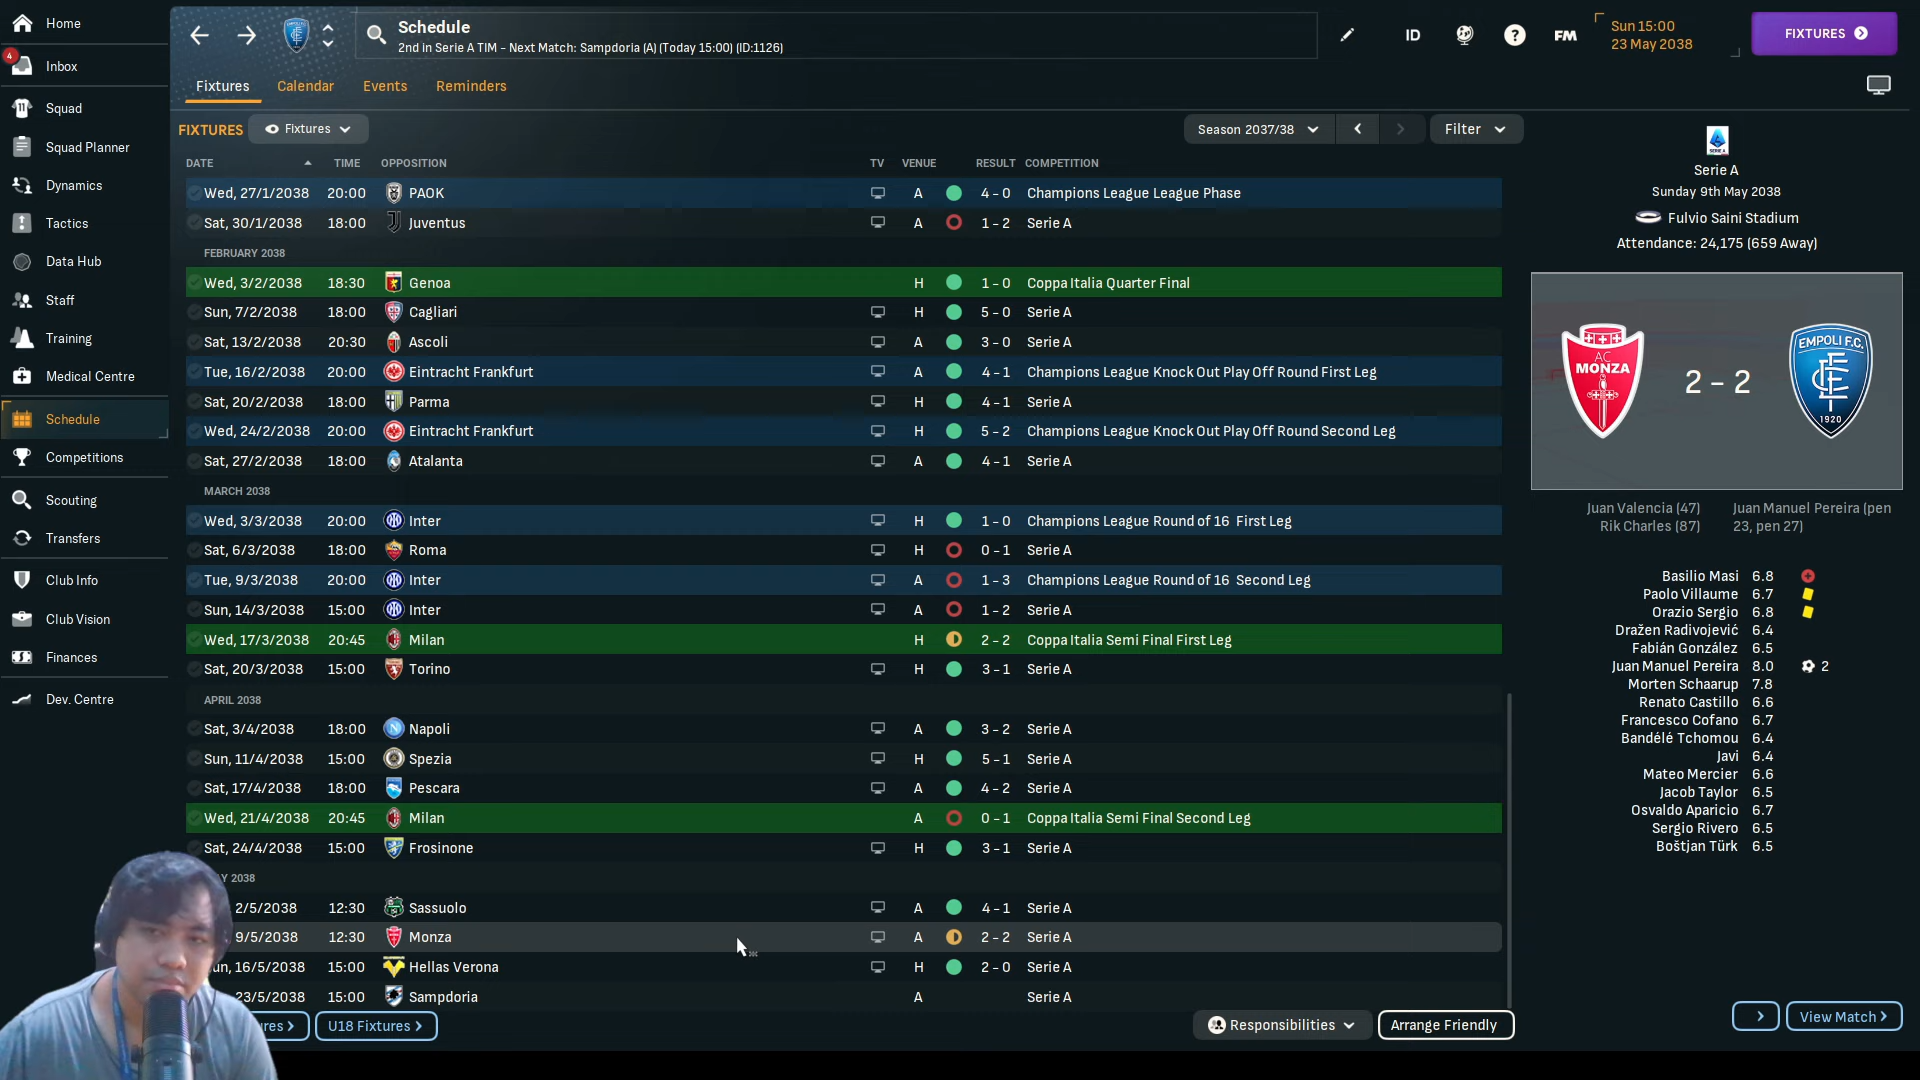 Home
4
Inbox
Squad
Squad Planner
Dynamics
Tactics
Data Hub
Staff
Training
Medical Centre
Schedule
Competitions
Scouting
Transfers
Club Info
Club Vision
Finances
Dev. Centre
Schedule
2nd in Serie A TIM - Next Match: Sampdoria (A) (Today 15:00) (ID:1126)
ID
?
FM
Sun 15:00
23 May 2038
FIXTURES
Fixtures Calendar Events Reminders
FIXTURES Fixtures
Season 2037/38 Filter
DATE TIME OPPOSITION TV VENUE RESULT COMPETITION
Wed, 27/1/2038 20:00 PAOK A 4 - 0 Champions League League Phase
Sat, 30/1/2038 18:00 Juventus A 1 - 2 Serie A
FEBRUARY 2038
Wed, 3/2/2038 18:30 Genoa H 1 - 0 Coppa Italia Quarter Final
Sun, 7/2/2038 18:00 Cagliari H 5 - 0 Serie A
Sat, 13/2/2038 20:30 Ascoli A 3 - 0 Serie A
Tue, 16/2/2038 20:00 Eintracht Frankfurt A 4 - 1 Champions League Knock Out Play Off Round First Leg
Sat, 20/2/2038 18:00 Parma H 4 - 1 Serie A
Wed, 24/2/2038 20:00 Eintracht Frankfurt H 5 - 2 Champions League Knock Out Play Off Round Second Leg
Sat, 27/2/2038 18:00 Atalanta A 4 - 1 Serie A
MARCH 2038
Wed, 3/3/2038 20:00 Inter H 1 - 0 Champions League Round of 16 First Leg
Sat, 6/3/2038 18:00 Roma H 0 - 1 Serie A
Tue, 9/3/2038 20:00 Inter A 1 - 3 Champions League Round of 16 Second Leg
Sun, 14/3/2038 15:00 Inter A 1 - 2 Serie A
Wed, 17/3/2038 20:45 Milan H 2 - 2 Coppa Italia Semi Final First Leg
Sat, 20/3/2038 15:00 Torino H 3 - 1 Serie A
APRIL 2038
Sat, 3/4/2038 18:00 Napoli A 3 - 2 Serie A
Sun, 11/4/2038 15:00 Spezia H 5 - 1 Serie A
Sat, 17/4/2038 18:00 Pescara A 4 - 2 Serie A
Wed, 21/4/2038 20:45 Milan A 0 - 1 Coppa Italia Semi Final Second Leg
Sat, 24/4/2038 15:00 Frosinone H 3 - 1 Serie A
2038
2/5/2038 12:30 Sassuolo A 4 - 1 Serie A
9/5/2038 12:30 Monza A 2 - 2 Serie A
16/5/2038 15:00 Hellas Verona H 2 - 0 Serie A
23/5/2038 15:00 Sampdoria A Serie A
U18 Fixtures
Responsibilities Arrange Friendly
Serie A
Sunday 9th May 2038
Fulvio Saini Stadium
Attendance: 24,175 (659 Away)
AC
MONZA
2 - 2
EMPOLI F.C.
1920
Juan Valencia (47)
Rik Charles (87)
Juan Manuel Pereira (pen
23, pen 27)
Basilio Masi 6.8
Paolo Villaume 6.7
Orazio Sergio 6.8
Dražen Radivojević 6.4
Fabián González 6.5
Juan Manuel Pereira 8.0 2
Morten Schaarup 7.8
Renato Castillo 6.6
Francesco Cofano 6.7
Bandélé Tchomou 6.4
Javi 6.4
Mateo Mercier 6.6
Jacob Taylor 6.5
Osvaldo Aparicio 6.7
Sergio Rivero 6.5
Boštjan Türk 6.5
View Match